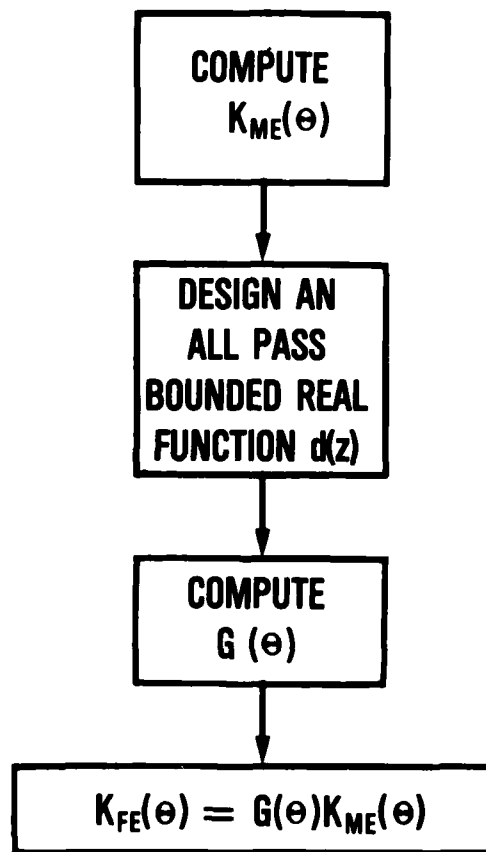 COMPUTE
K_ME(Θ)
DESIGN AN
ALL PASS
BOUNDED REAL
FUNCTION d(z)
COMPUTE
G (Θ)
K_FE(Θ) = G(Θ)K_ME(Θ)